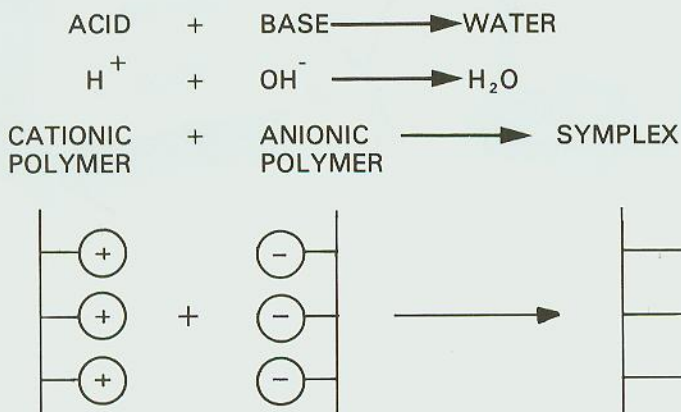 ACID + BASE ⟶ WATER
H⁺ + OH⁻ ⟶ H₂O
CATIONIC POLYMER + ANIONIC POLYMER ⟶ SYMPLEX
+ -
+ + - ⟶
+ -